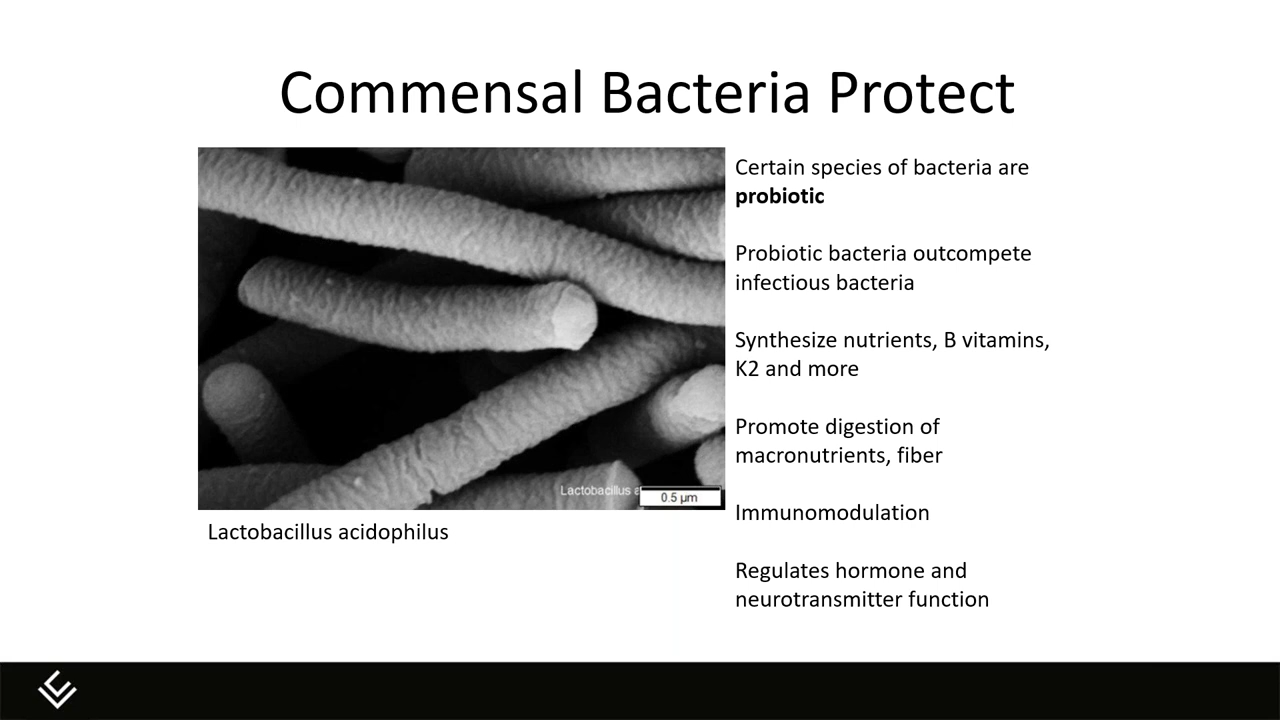 Commensal Bacteria Protect
Certain species of bacteria are
probiotic
Probiotic bacteria outcompete
infectious bacteria
Synthesize nutrients, B vitamins,
K2 and more
Promote digestion of
macronutrients, fiber
Immunomodulation
Regulates hormone and
neurotransmitter function
Lactobacillus a
0.5 µm
Lactobacillus acidophilus